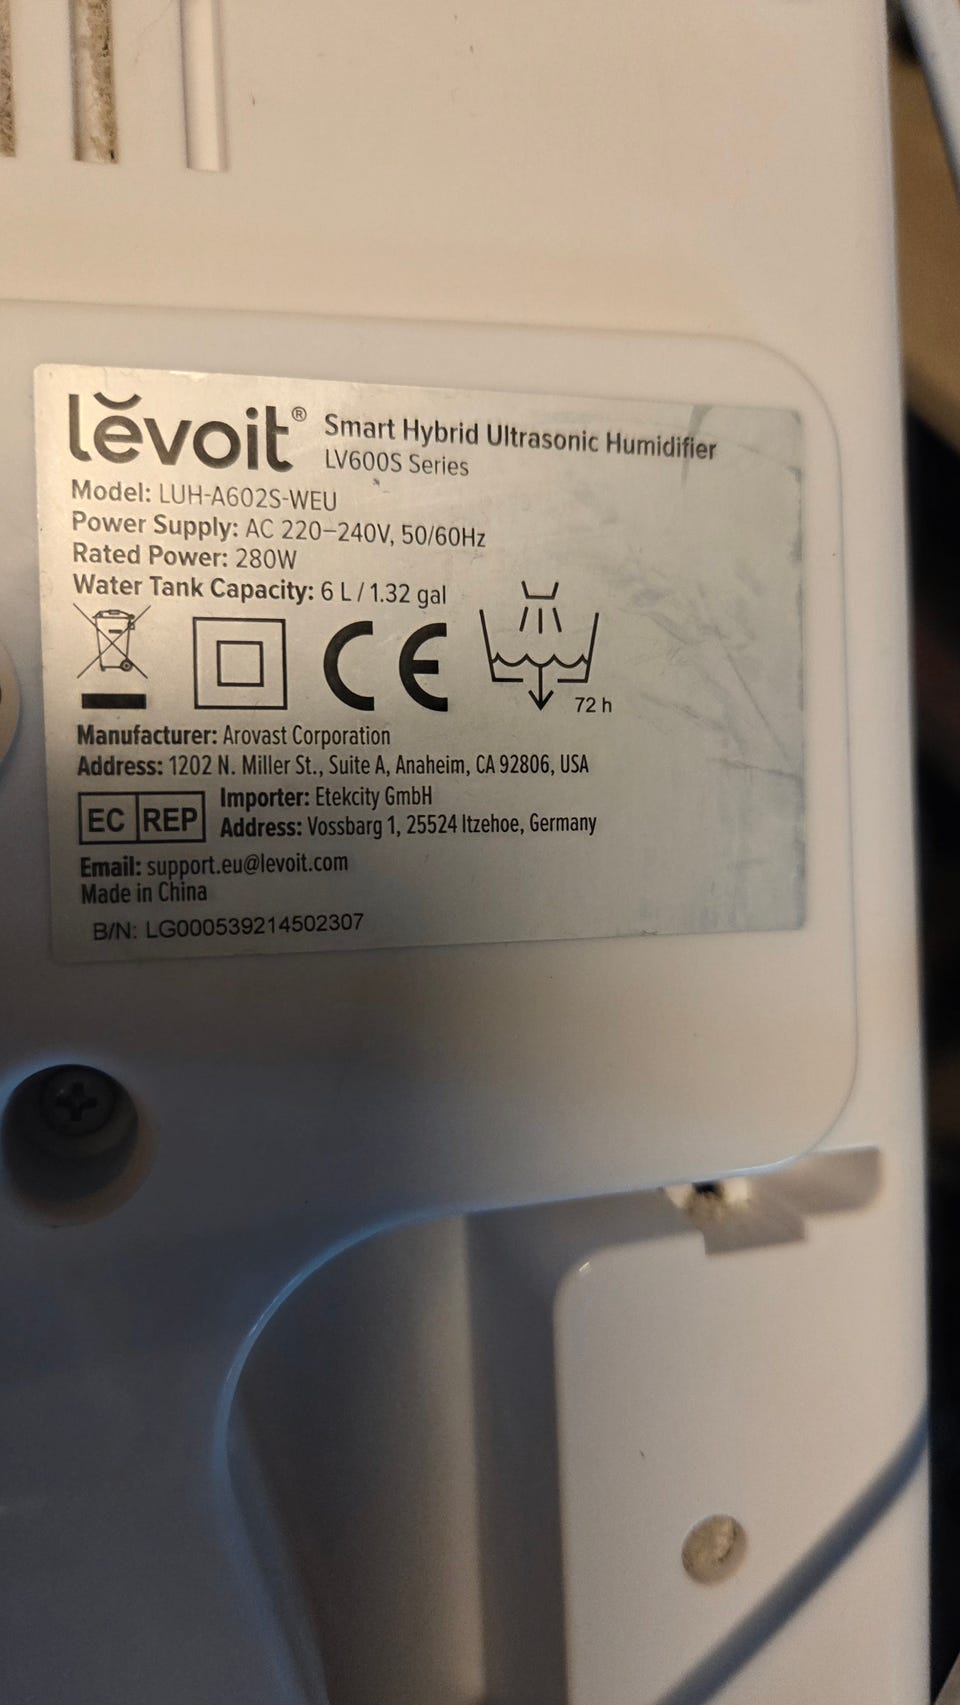 lĕvoit® Smart Hybrid Ultrasonic Humidifier
LV600S Series
Model: LUH-A602S-WEU
Power Supply: AC 220–240V, 50/60Hz
Rated Power: 280W
Water Tank Capacity: 6 L / 1.32 gal
CE
72 h
Manufacturer: Arovast Corporation
Address: 1202 N. Miller St., Suite A, Anaheim, CA 92806, USA
EC REP
Importer: Etekcity GmbH
Address: Vossbarg 1, 25524 Itzehoe, Germany
Email: support.eu@levoit.com
Made in China
B/N: LG000539214502307